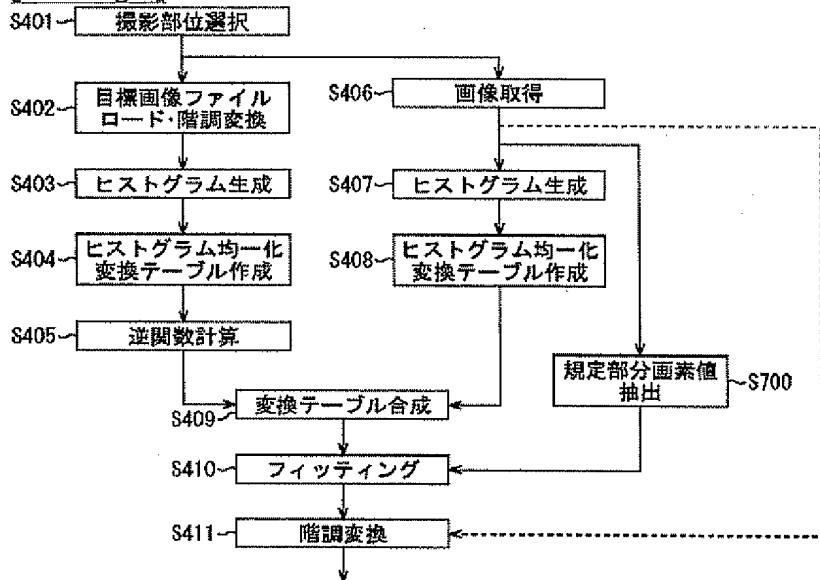 S401
撮影部位選択
S402
目標画像ファイル
ロード・階調変換
S406
画像取得
S403
ヒストグラム生成
S407
ヒストグラム生成
S404
ヒストグラム均一化
変換テーブル作成
S408
ヒストグラム均一化
変換テーブル作成
S405
逆関数計算
規定部分画素値
抽出
S700
S409
変換テーブル合成
S410
フィッティング
S411
階調変換